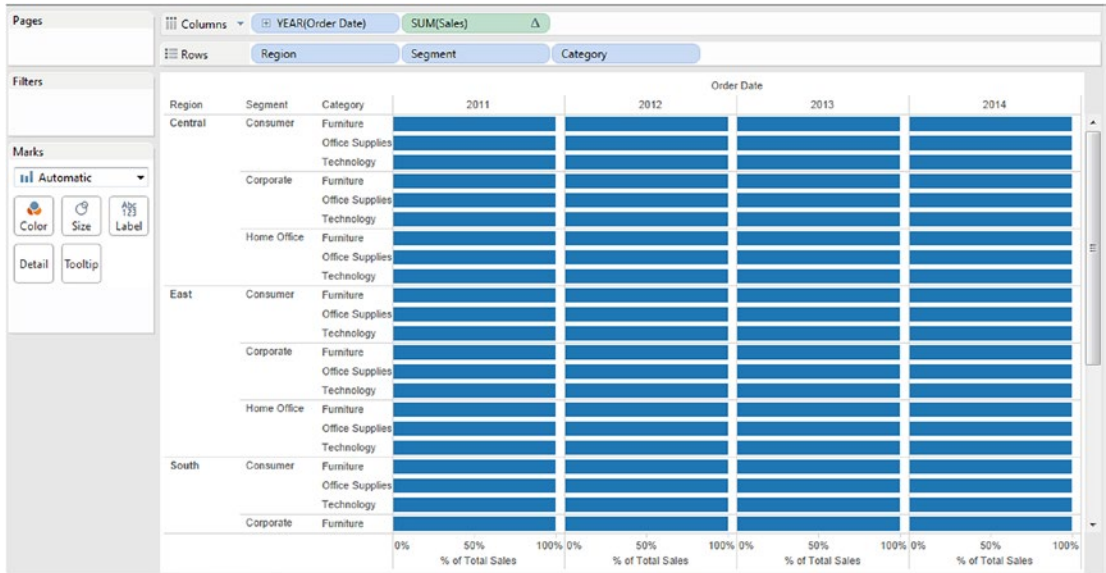 Pages
Columns YEAR(Order Date) SUM(Sales) Δ
Rows Region Segment Category
Filters
Marks
Automatic
Color Size Abc 123 Label
Detail Tooltip
Order Date
Region Segment Category 2011 2012 2013 2014
Central Consumer Furniture
Office Supplies
Technology
Corporate Furniture
Office Supplies
Technology
Home Office Furniture
Office Supplies
Technology
East Consumer Furniture
Office Supplies
Technology
Corporate Furniture
Office Supplies
Technology
Home Office Furniture
Office Supplies
Technology
South Consumer Furniture
Office Supplies
Technology
Corporate Furniture
0% 50% 100% 0% 50% 100% 0% 50% 100% 0% 50% 100%
% of Total Sales % of Total Sales % of Total Sales % of Total Sales